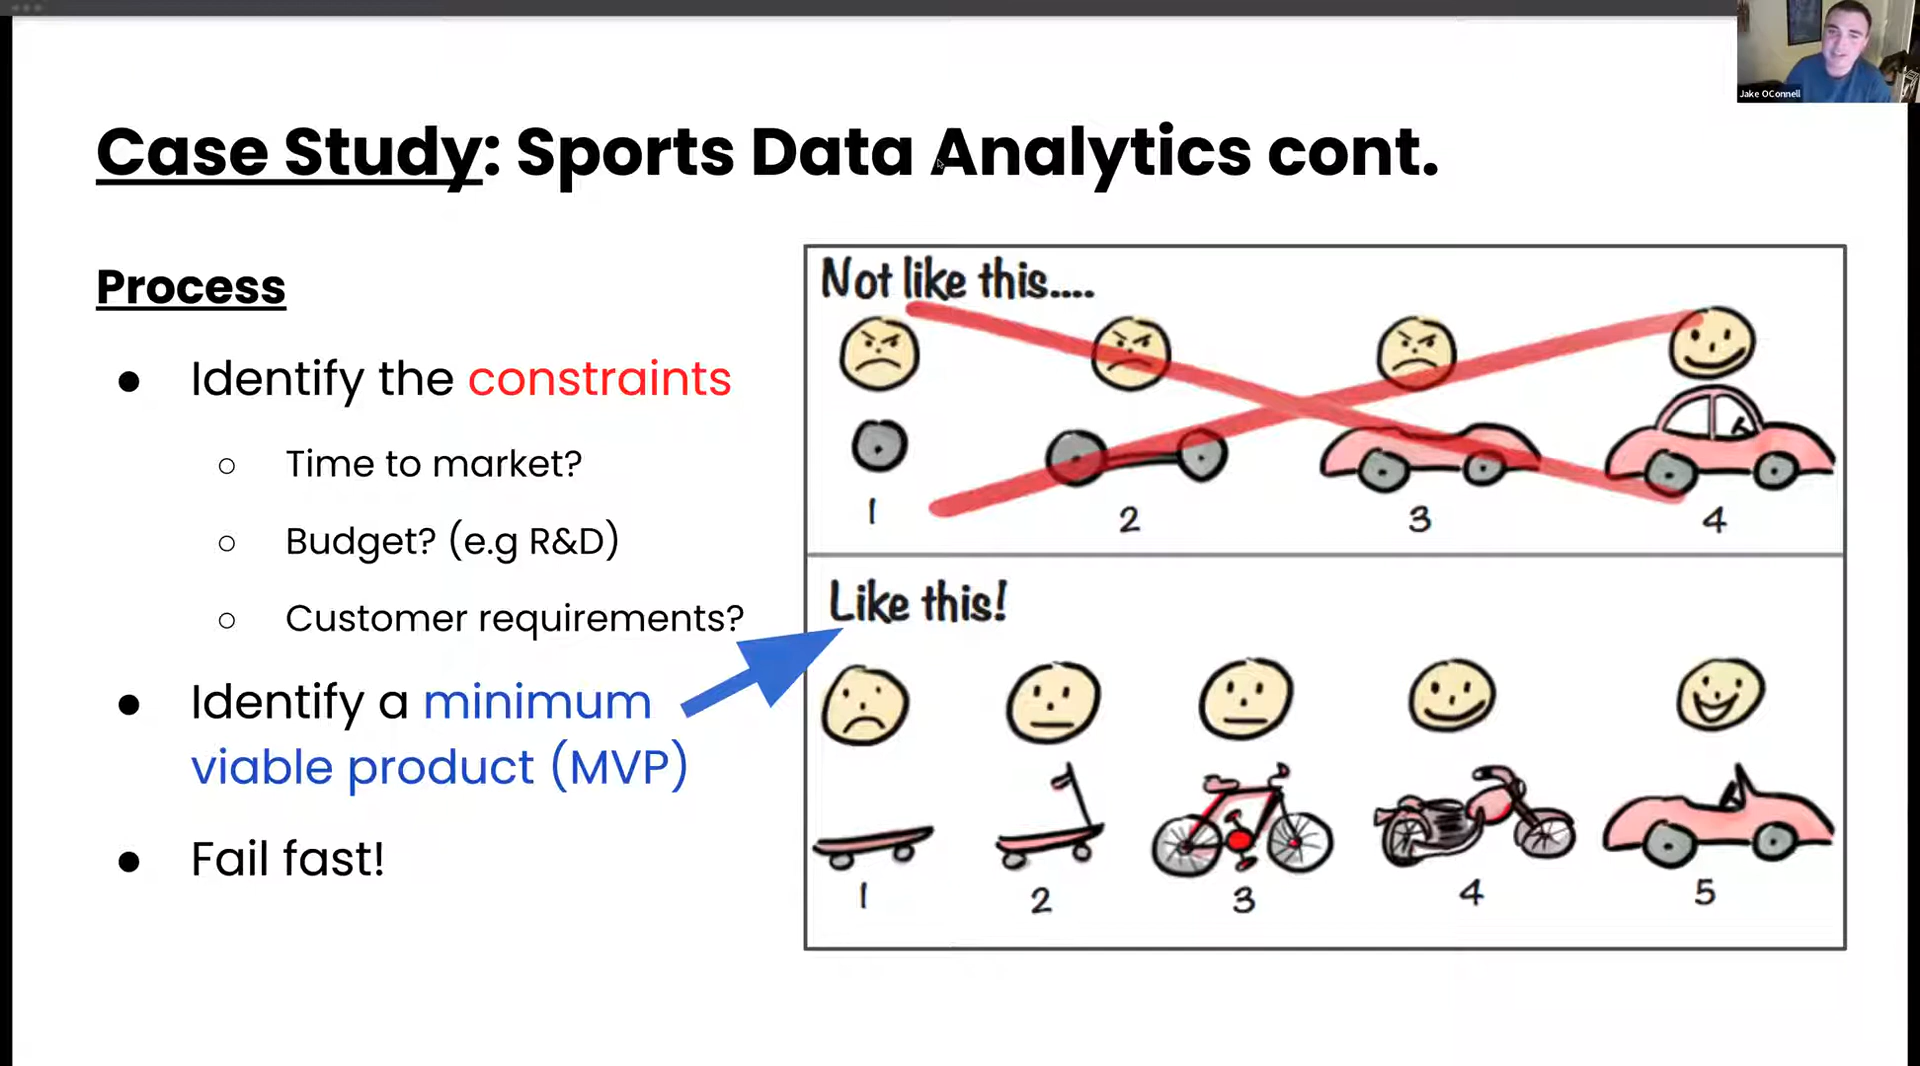 Jake OConnell
Case Study: Sports Data Analytics cont.
Process
● Identify the constraints
○ Time to market?
○ Budget? (e.g R&D)
○ Customer requirements?
● Identify a minimum
viable product (MVP)
● Fail fast!
Not like this....
1 2 3 4
Like this!
1 2 3 4 5